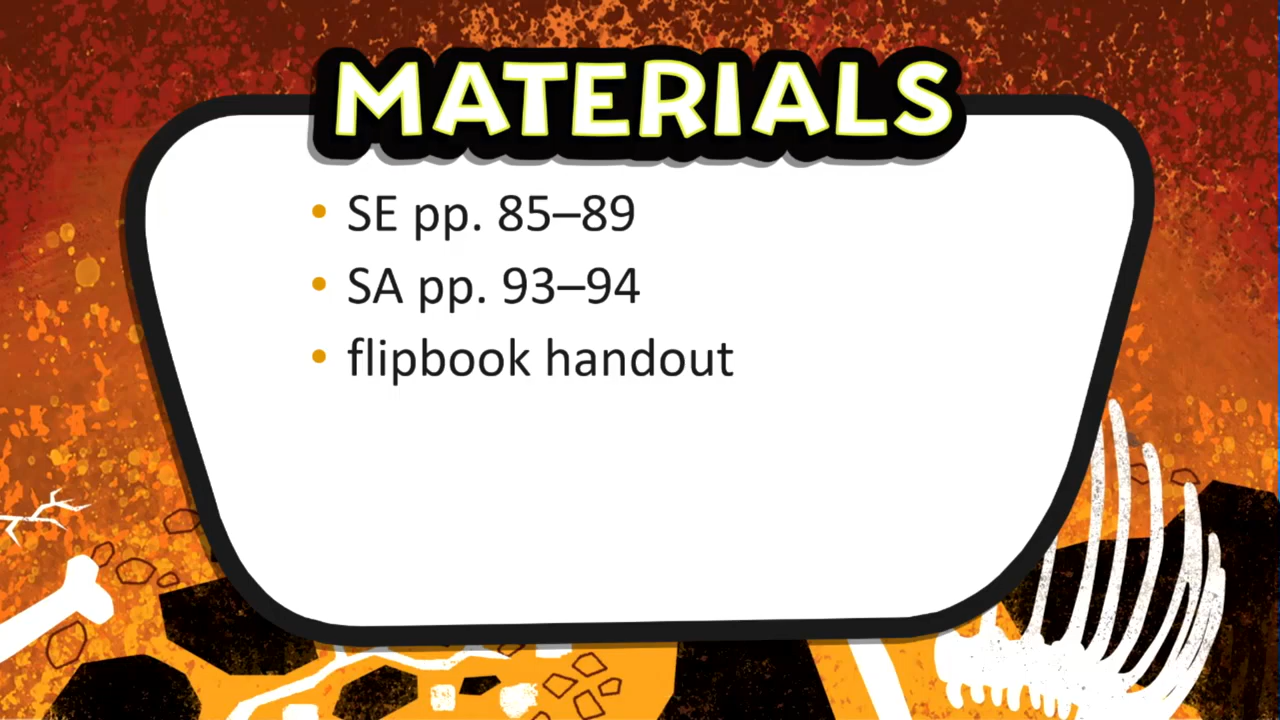 MATERIALS
• SE pp. 85–89
• SA pp. 93–94
• flipbook handout